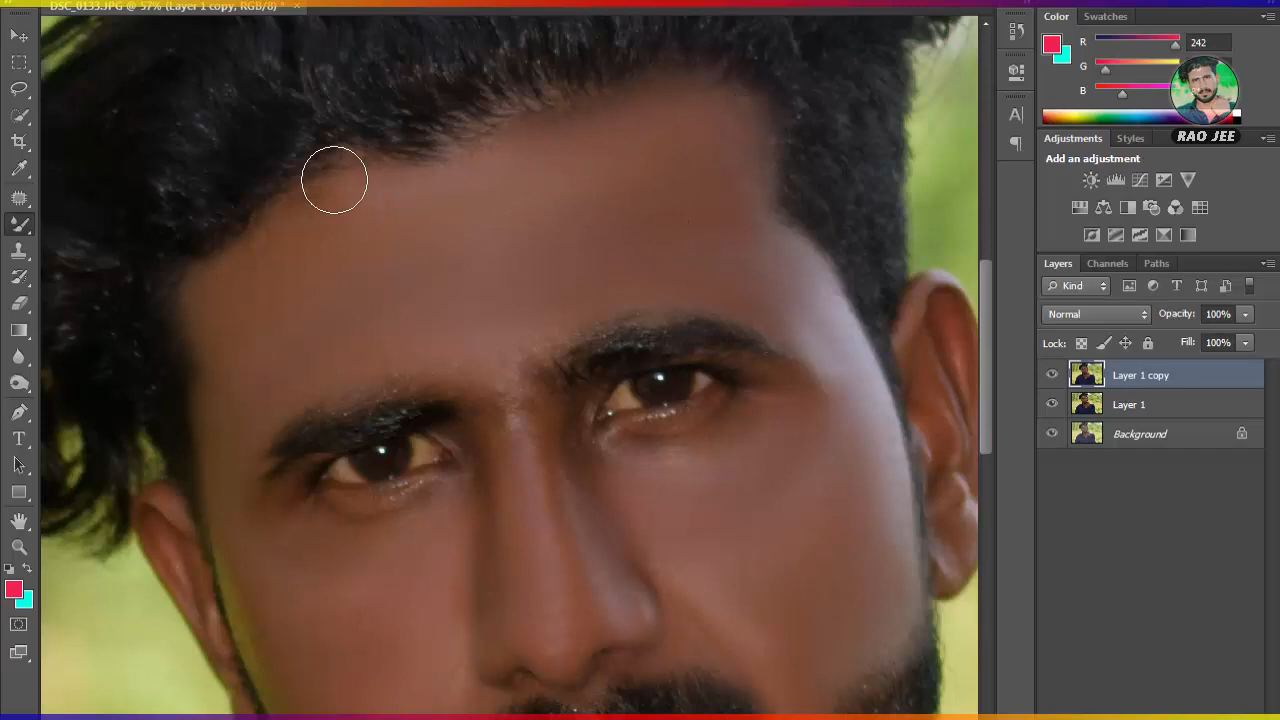 DSC_0133.JPG @ 57% (Layer 1 copy, RGB/8) * ×
Color Swatches
R 242
G
B
RAO JEE
Adjustments Styles
Add an adjustment
Layers Channels Paths
Kind
Normal Opacity: 100%
Lock: Fill: 100%
Layer 1 copy
Layer 1
Background